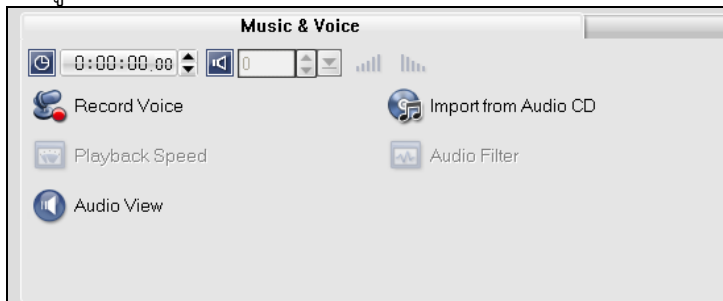 Music & Voice
0:00:00.00 0
Record Voice Import from Audio CD
Playback Speed Audio Filter
Audio View